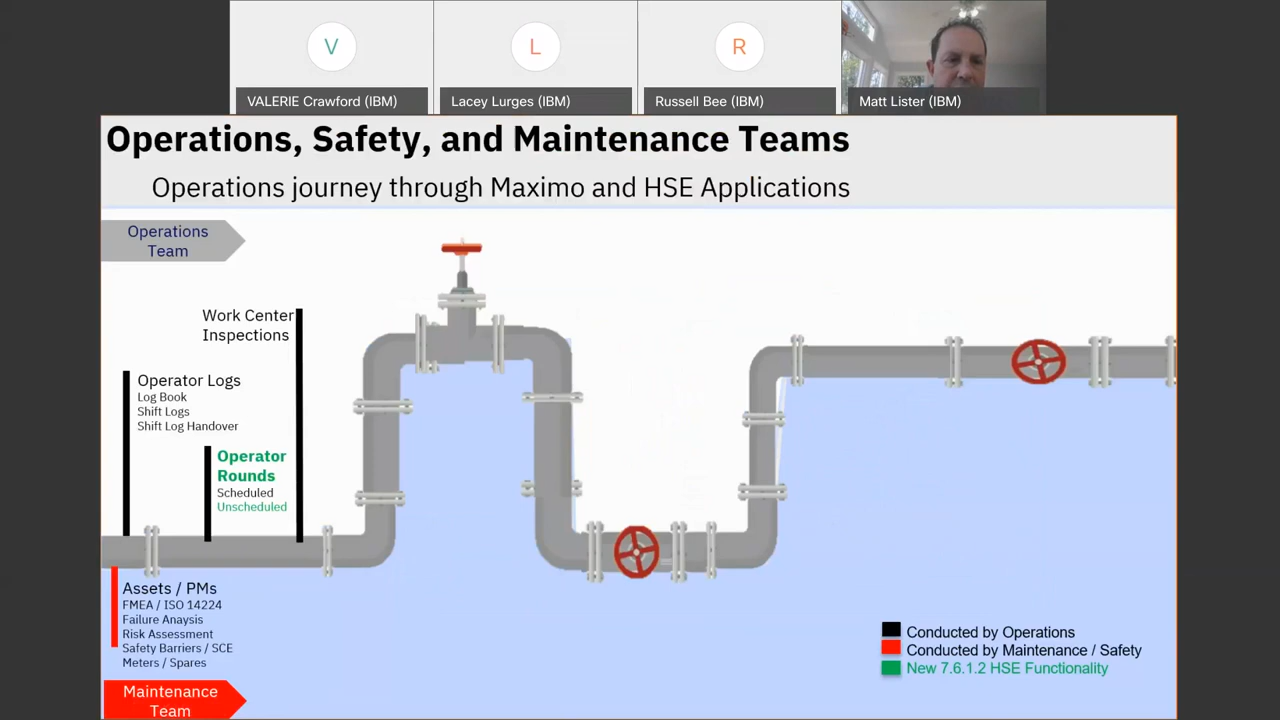 V
L
R
VALERIE Crawford (IBM)
Lacey Lurges (IBM)
Russell Bee (IBM)
Matt Lister (IBM)
Operations, Safety, and Maintenance Teams
Operations journey through Maximo and HSE Applications
Operations
Team
Work Center
Inspections
Operator Logs
Log Book
Shift Logs
Shift Log Handover
Operator
Rounds
Scheduled
Unscheduled
Assets / PMs
FMEA / ISO 14224
Failure Anaysis
Risk Assessment
Safety Barriers / SCE
Meters / Spares
Maintenance
Team
Conducted by Operations
Conducted by Maintenance / Safety
New 7.6.1.2 HSE Functionality